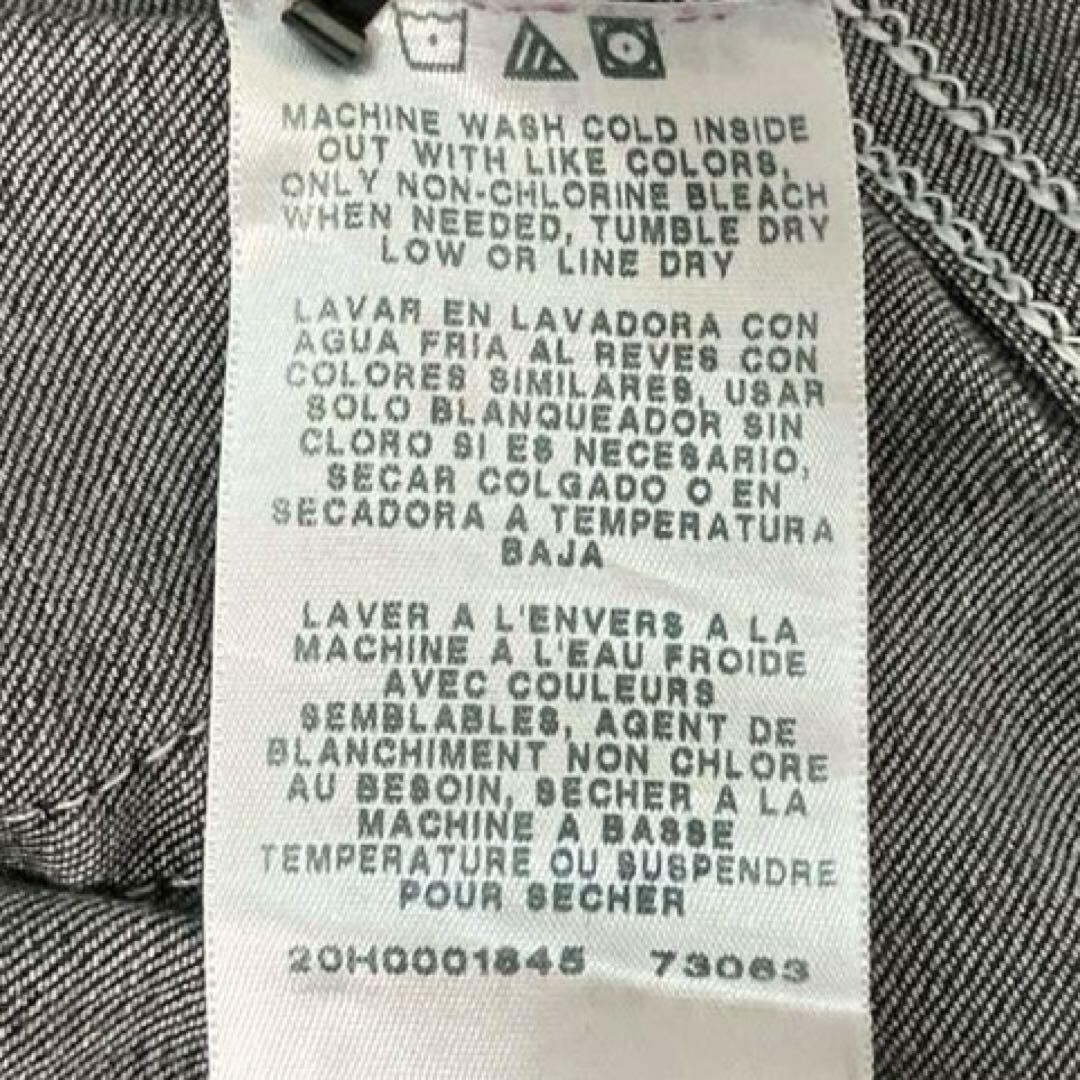 MACHINE WASH COLD INSIDE
OUT WITH LIKE COLORS,
ONLY NON-CHLORINE BLEACH
WHEN NEEDED, TUMBLE DRY
LOW OR LINE DRY
LAVAR EN LAVADORA CON
AGUA FRIA AL REVES CON
COLORES SIMILARES, USAR
SOLO BLANQUEADOR SIN
CLORO SI ES NECESARIO,
SECAR COLGADO O EN
SECADORA A TEMPERATURA
BAJA
LAVER A L'ENVERS A LA
MACHINE A L'EAU FROIDE
AVEC COULEURS
SEMBLABLES, AGENT DE
BLANCHIMENT NON CHLORE
AU BESOIN, SECHER A LA
MACHINE A BASSE
TEMPERATURE OU SUSPENDRE
POUR SECHER
20H0001845 73083